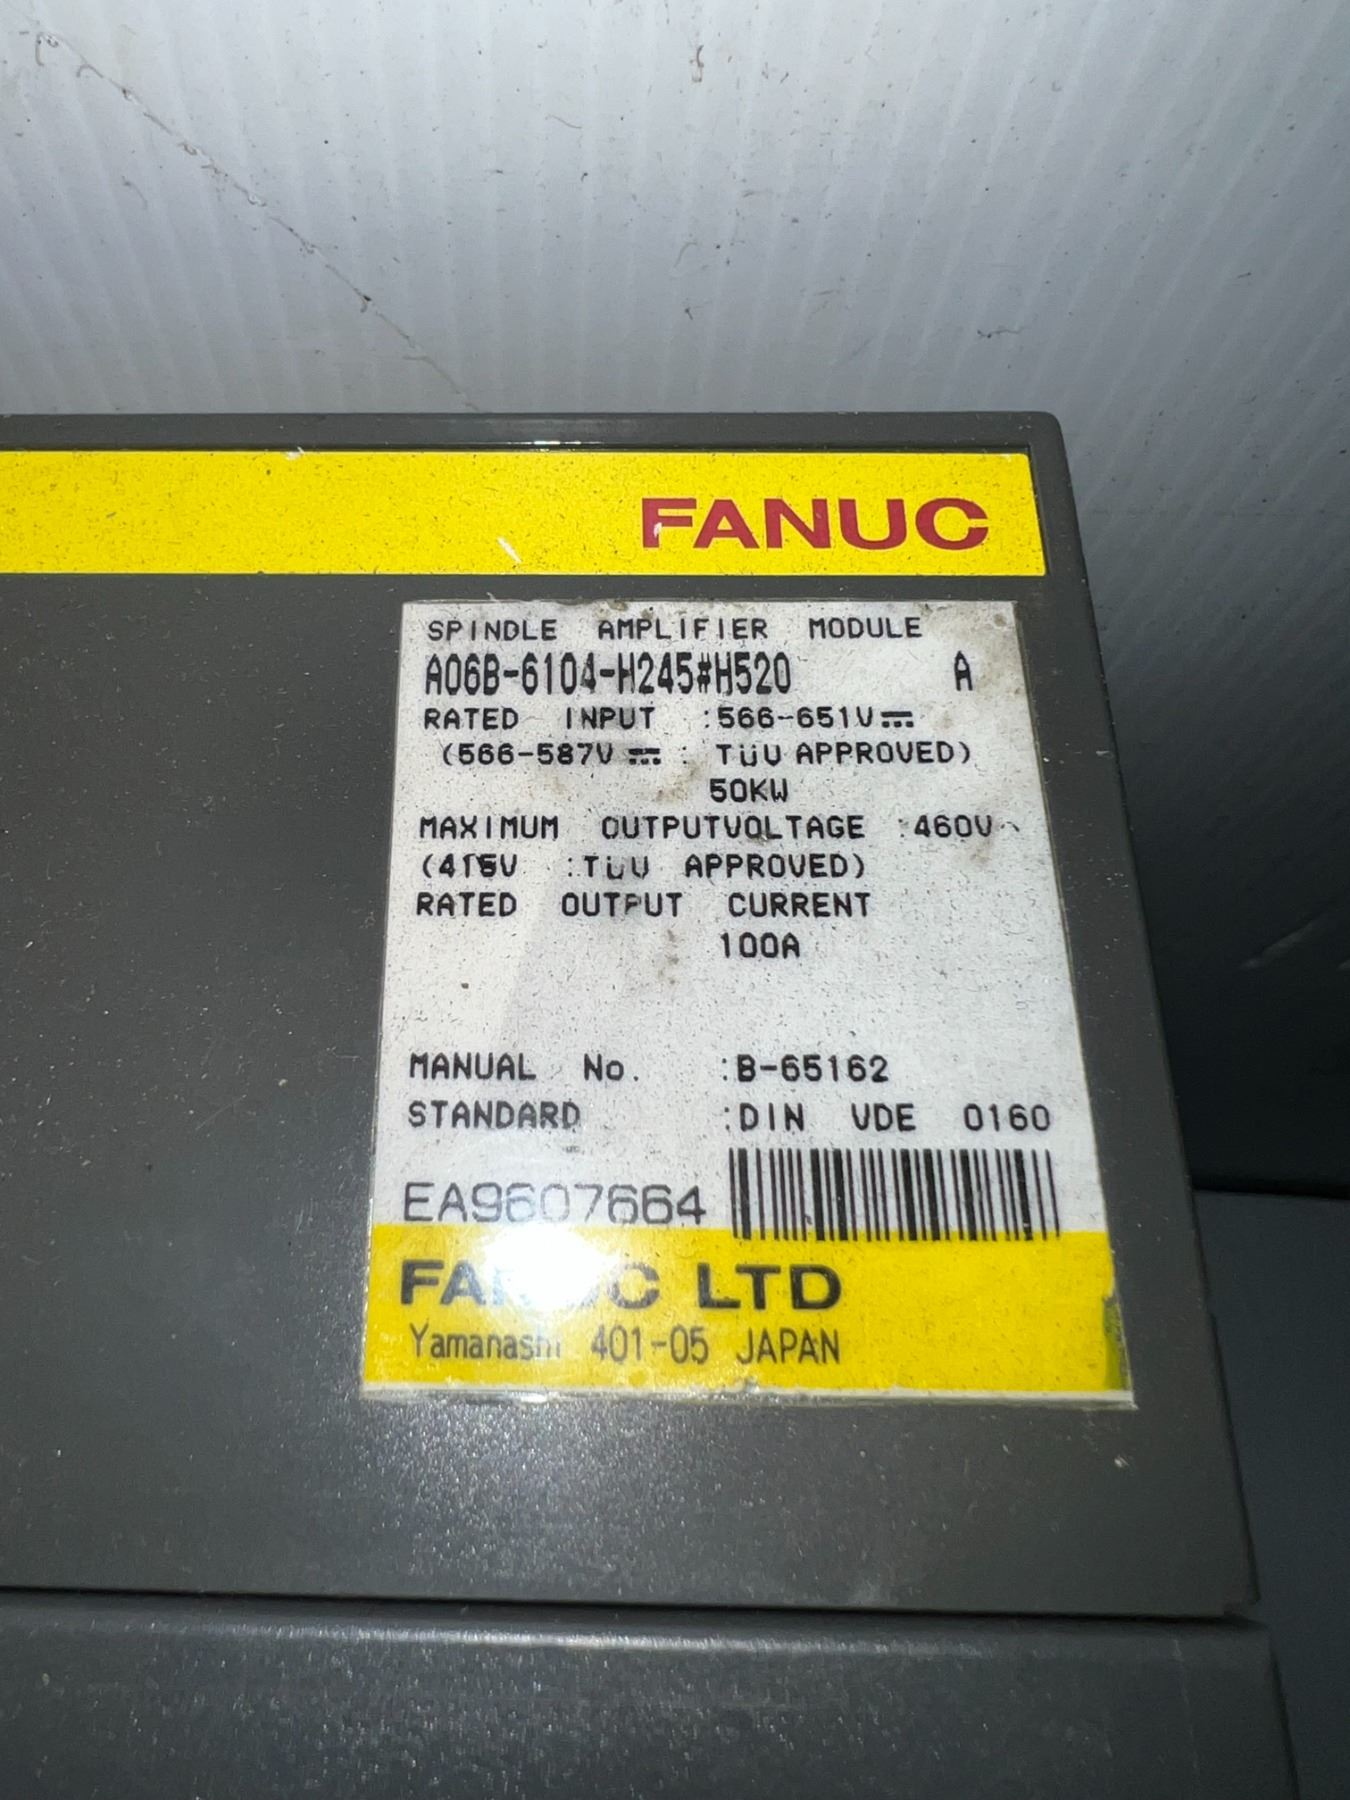 FANUC
SPINDLE AMPLIFIER MODULE
A06B-6104-H245#H520 A
RATED INPUT :566-651V⎓
(566-587V⎓ : TüV APPROVED)
50KW
MAXIMUM OUTPUTVOLTAGE :460V~
(415V :TüV APPROVED)
RATED OUTPUT CURRENT
100A
MANUAL No. :B-65162
STANDARD :DIN VDE 0160
EA9607664
FANUC LTD
Yamanashi 401-05 JAPAN